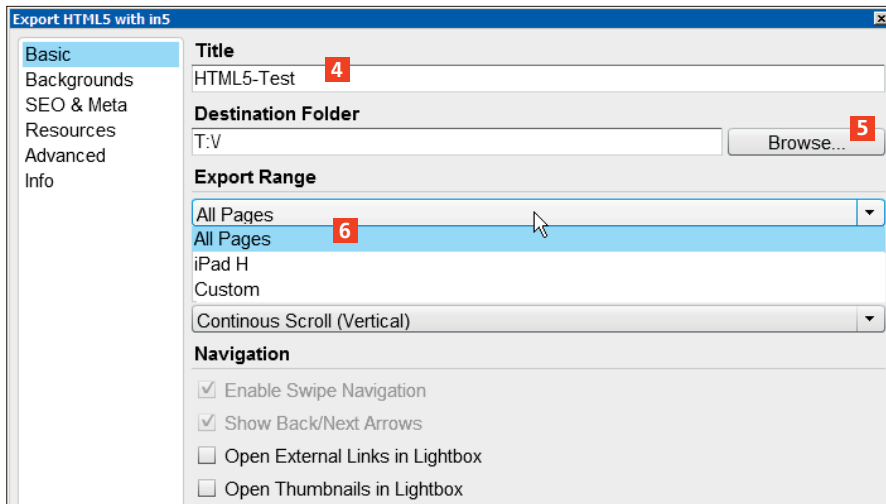 Export HTML5 with in5
Basic
Backgrounds
SEO & Meta
Resources
Advanced
Info
Title
4
HTML5-Test
Destination Folder
5
T:\/
Browse...
Export Range
All Pages
6
All Pages
iPad H
Custom
Continous Scroll (Vertical)
Navigation
Enable Swipe Navigation
Show Back/Next Arrows
Open External Links in Lightbox
Open Thumbnails in Lightbox